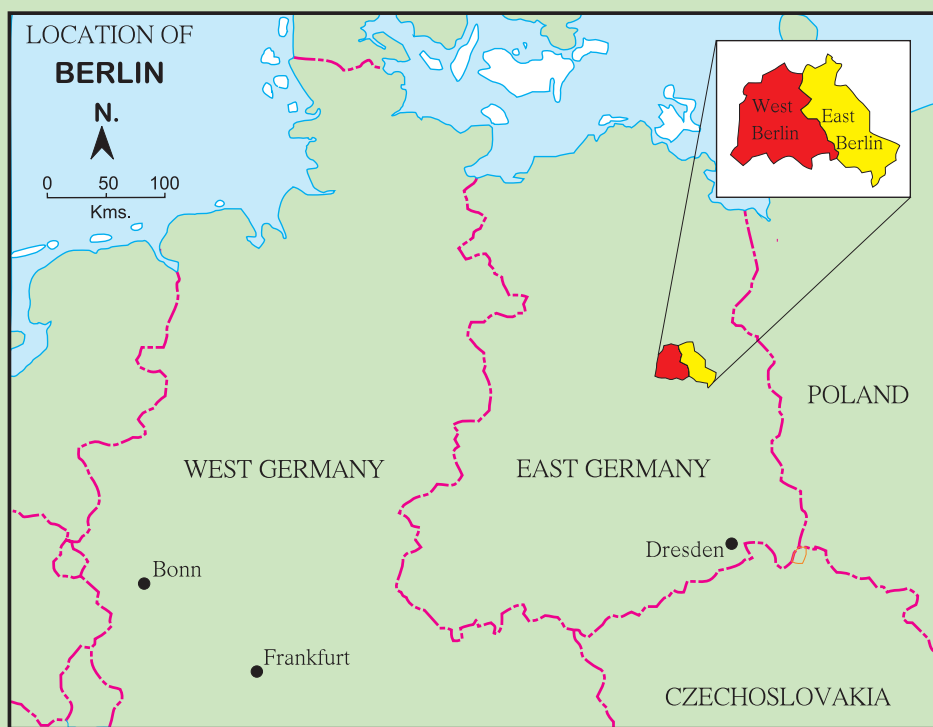 LOCATION OF
BERLIN
N.
0 50 100
Kms.
West
Berlin
East
Berlin
POLAND
WEST GERMANY
EAST GERMANY
Dresden
Bonn
Frankfurt
CZECHOSLOVAKIA